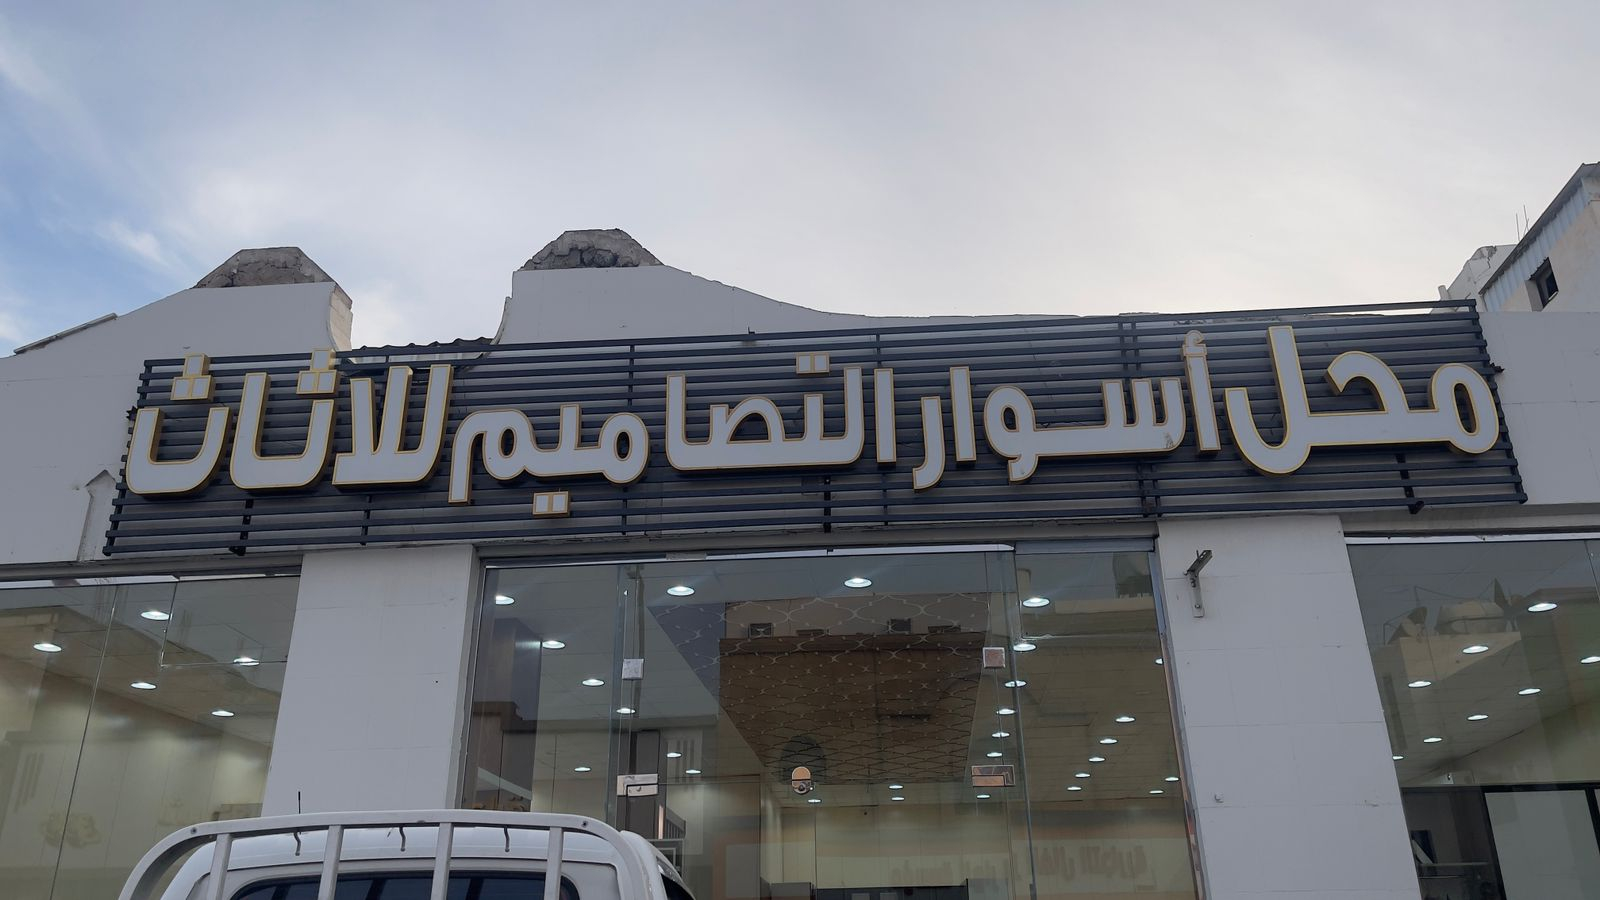 محل أسوار التصاميم للاثاث